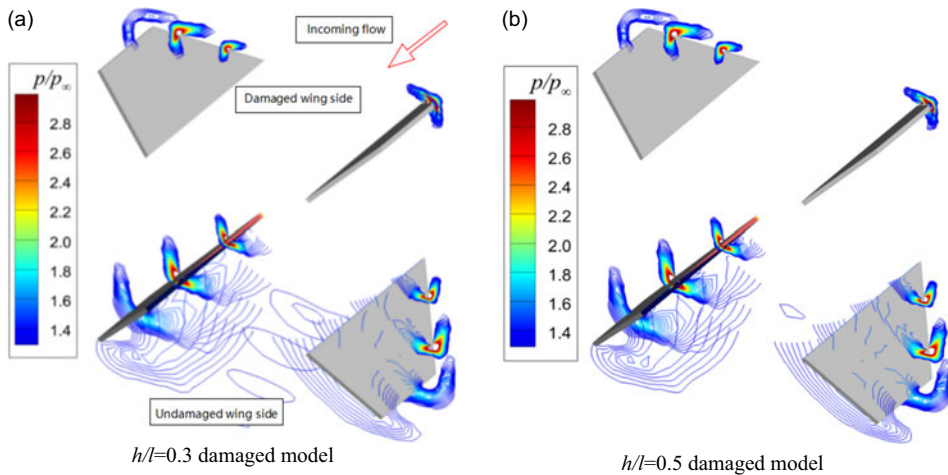 (a)
Incoming flow
p/p∞
Damaged wing side
2.8
2.6
2.4
2.2
2.0
1.8
1.6
1.4
Undamaged wing side
h/l=0.3 damaged model
(b)
p/p∞
2.8
2.6
2.4
2.2
2.0
1.8
1.6
1.4
h/l=0.5 damaged model